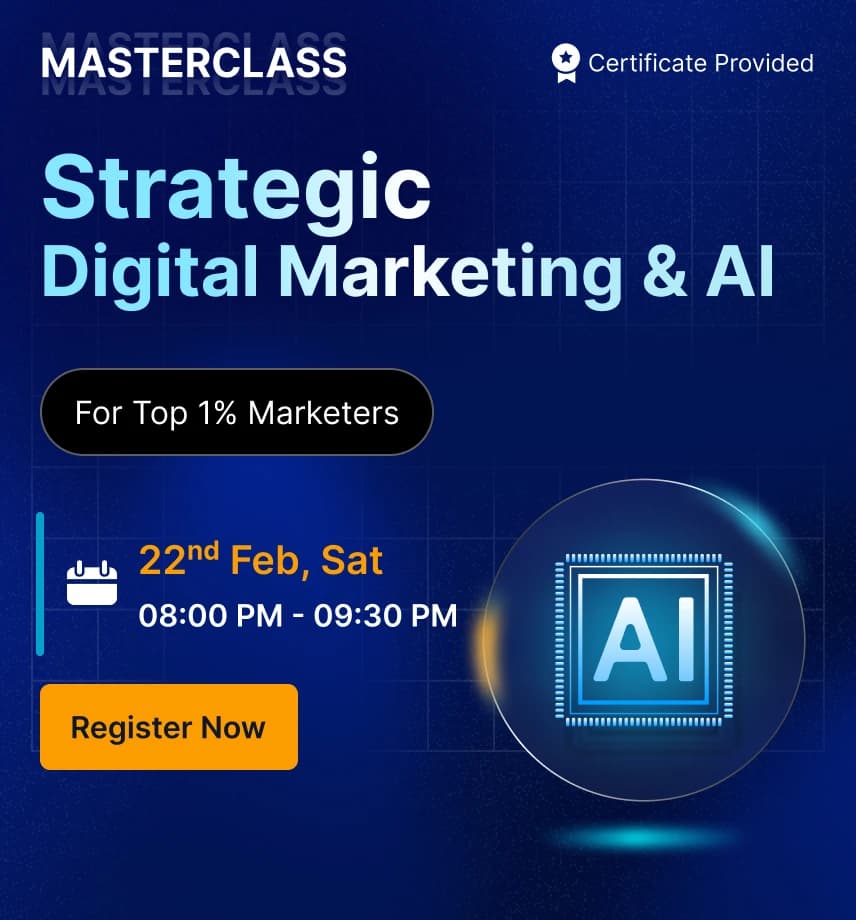 MASTERCLASS
Certificate Provided
Strategic
Digital Marketing & AI
For Top 1% Marketers
22nd Feb, Sat
08:00 PM - 09:30 PM
AI
Register Now